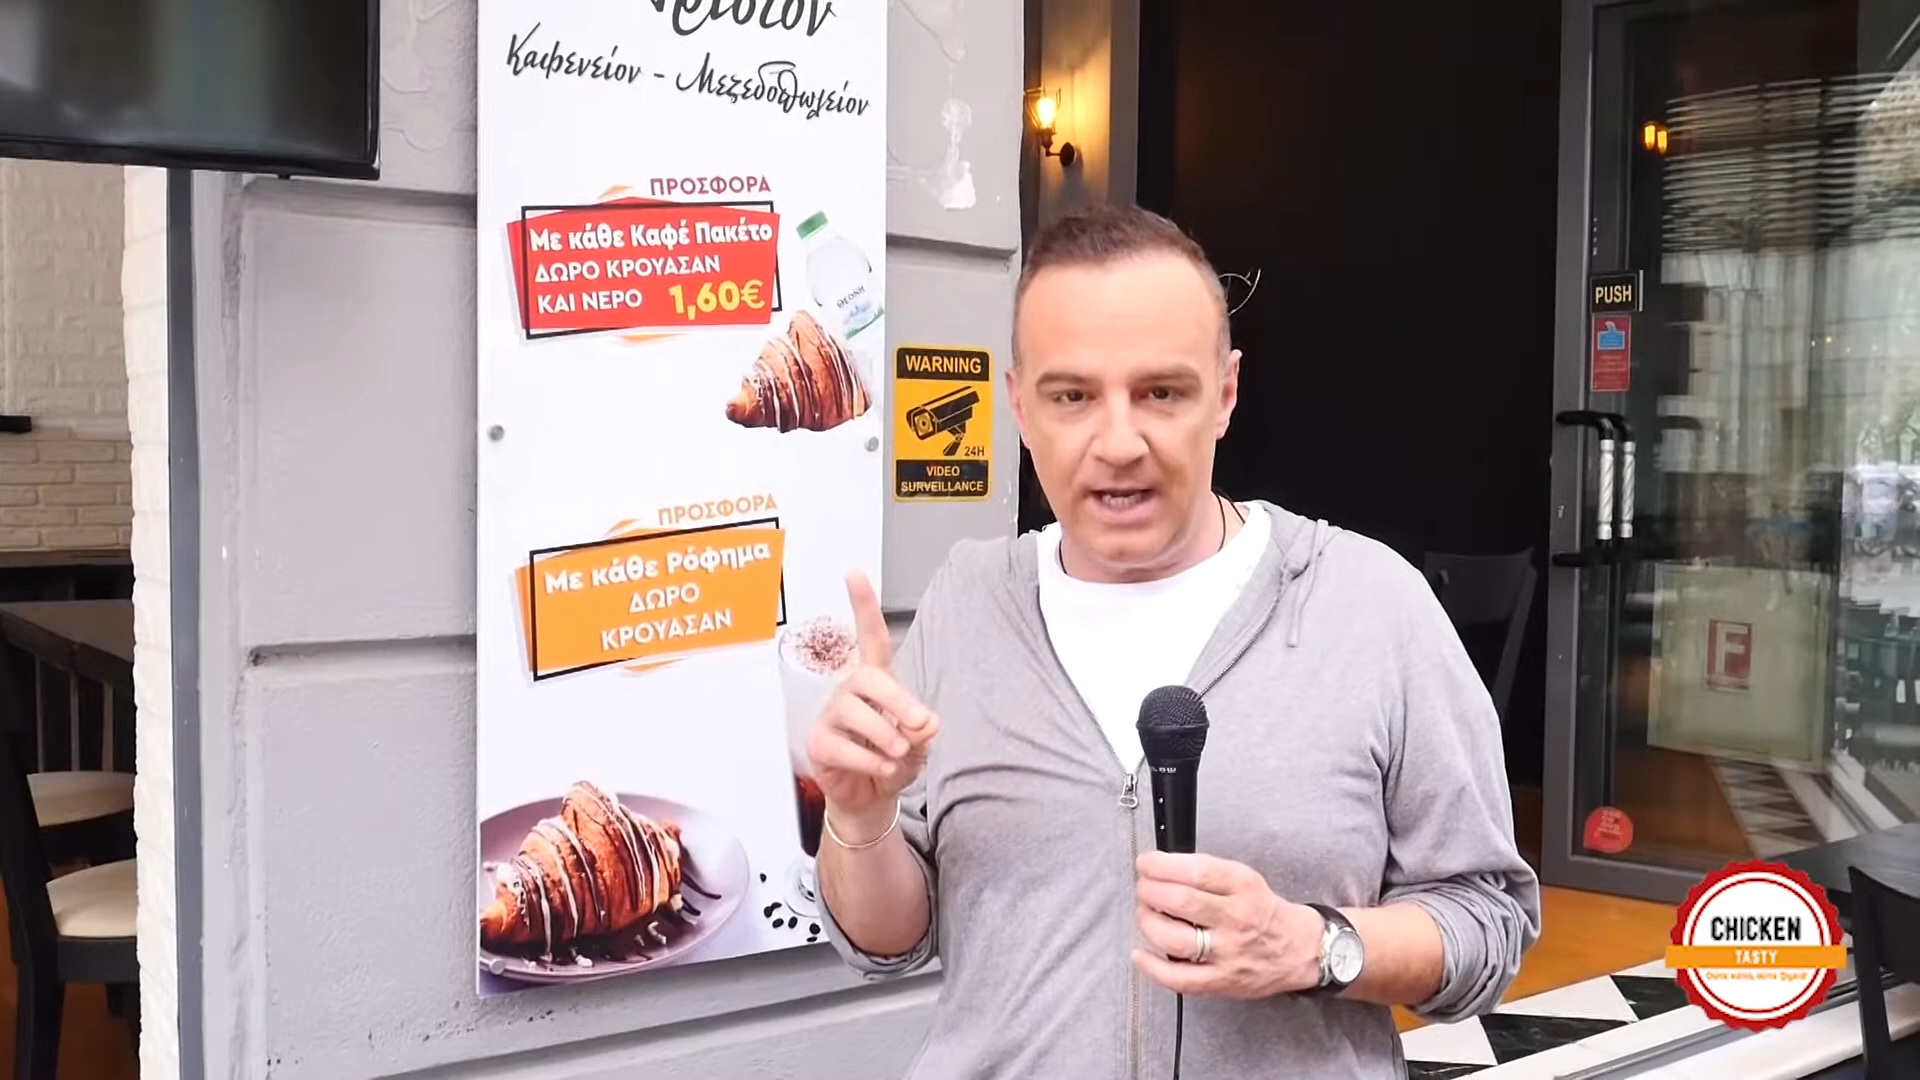 Καφενείον - Μεζεδοπωλείον
ΠΡΟΣΦΟΡΑ
Με κάθε Καφέ Πακέτο
ΔΩΡΟ ΚΡΟΥΑΣΑΝ
ΚΑΙ ΝΕΡΟ 1,60€
ΘΕΟΝΗ
WARNING
24H
VIDEO
SURVEILLANCE
ΠΡΟΣΦΟΡΑ
Με κάθε Ρόφημα
ΔΩΡΟ
ΚΡΟΥΑΣΑΝ
PUSH
F
CHICKEN
TASTY